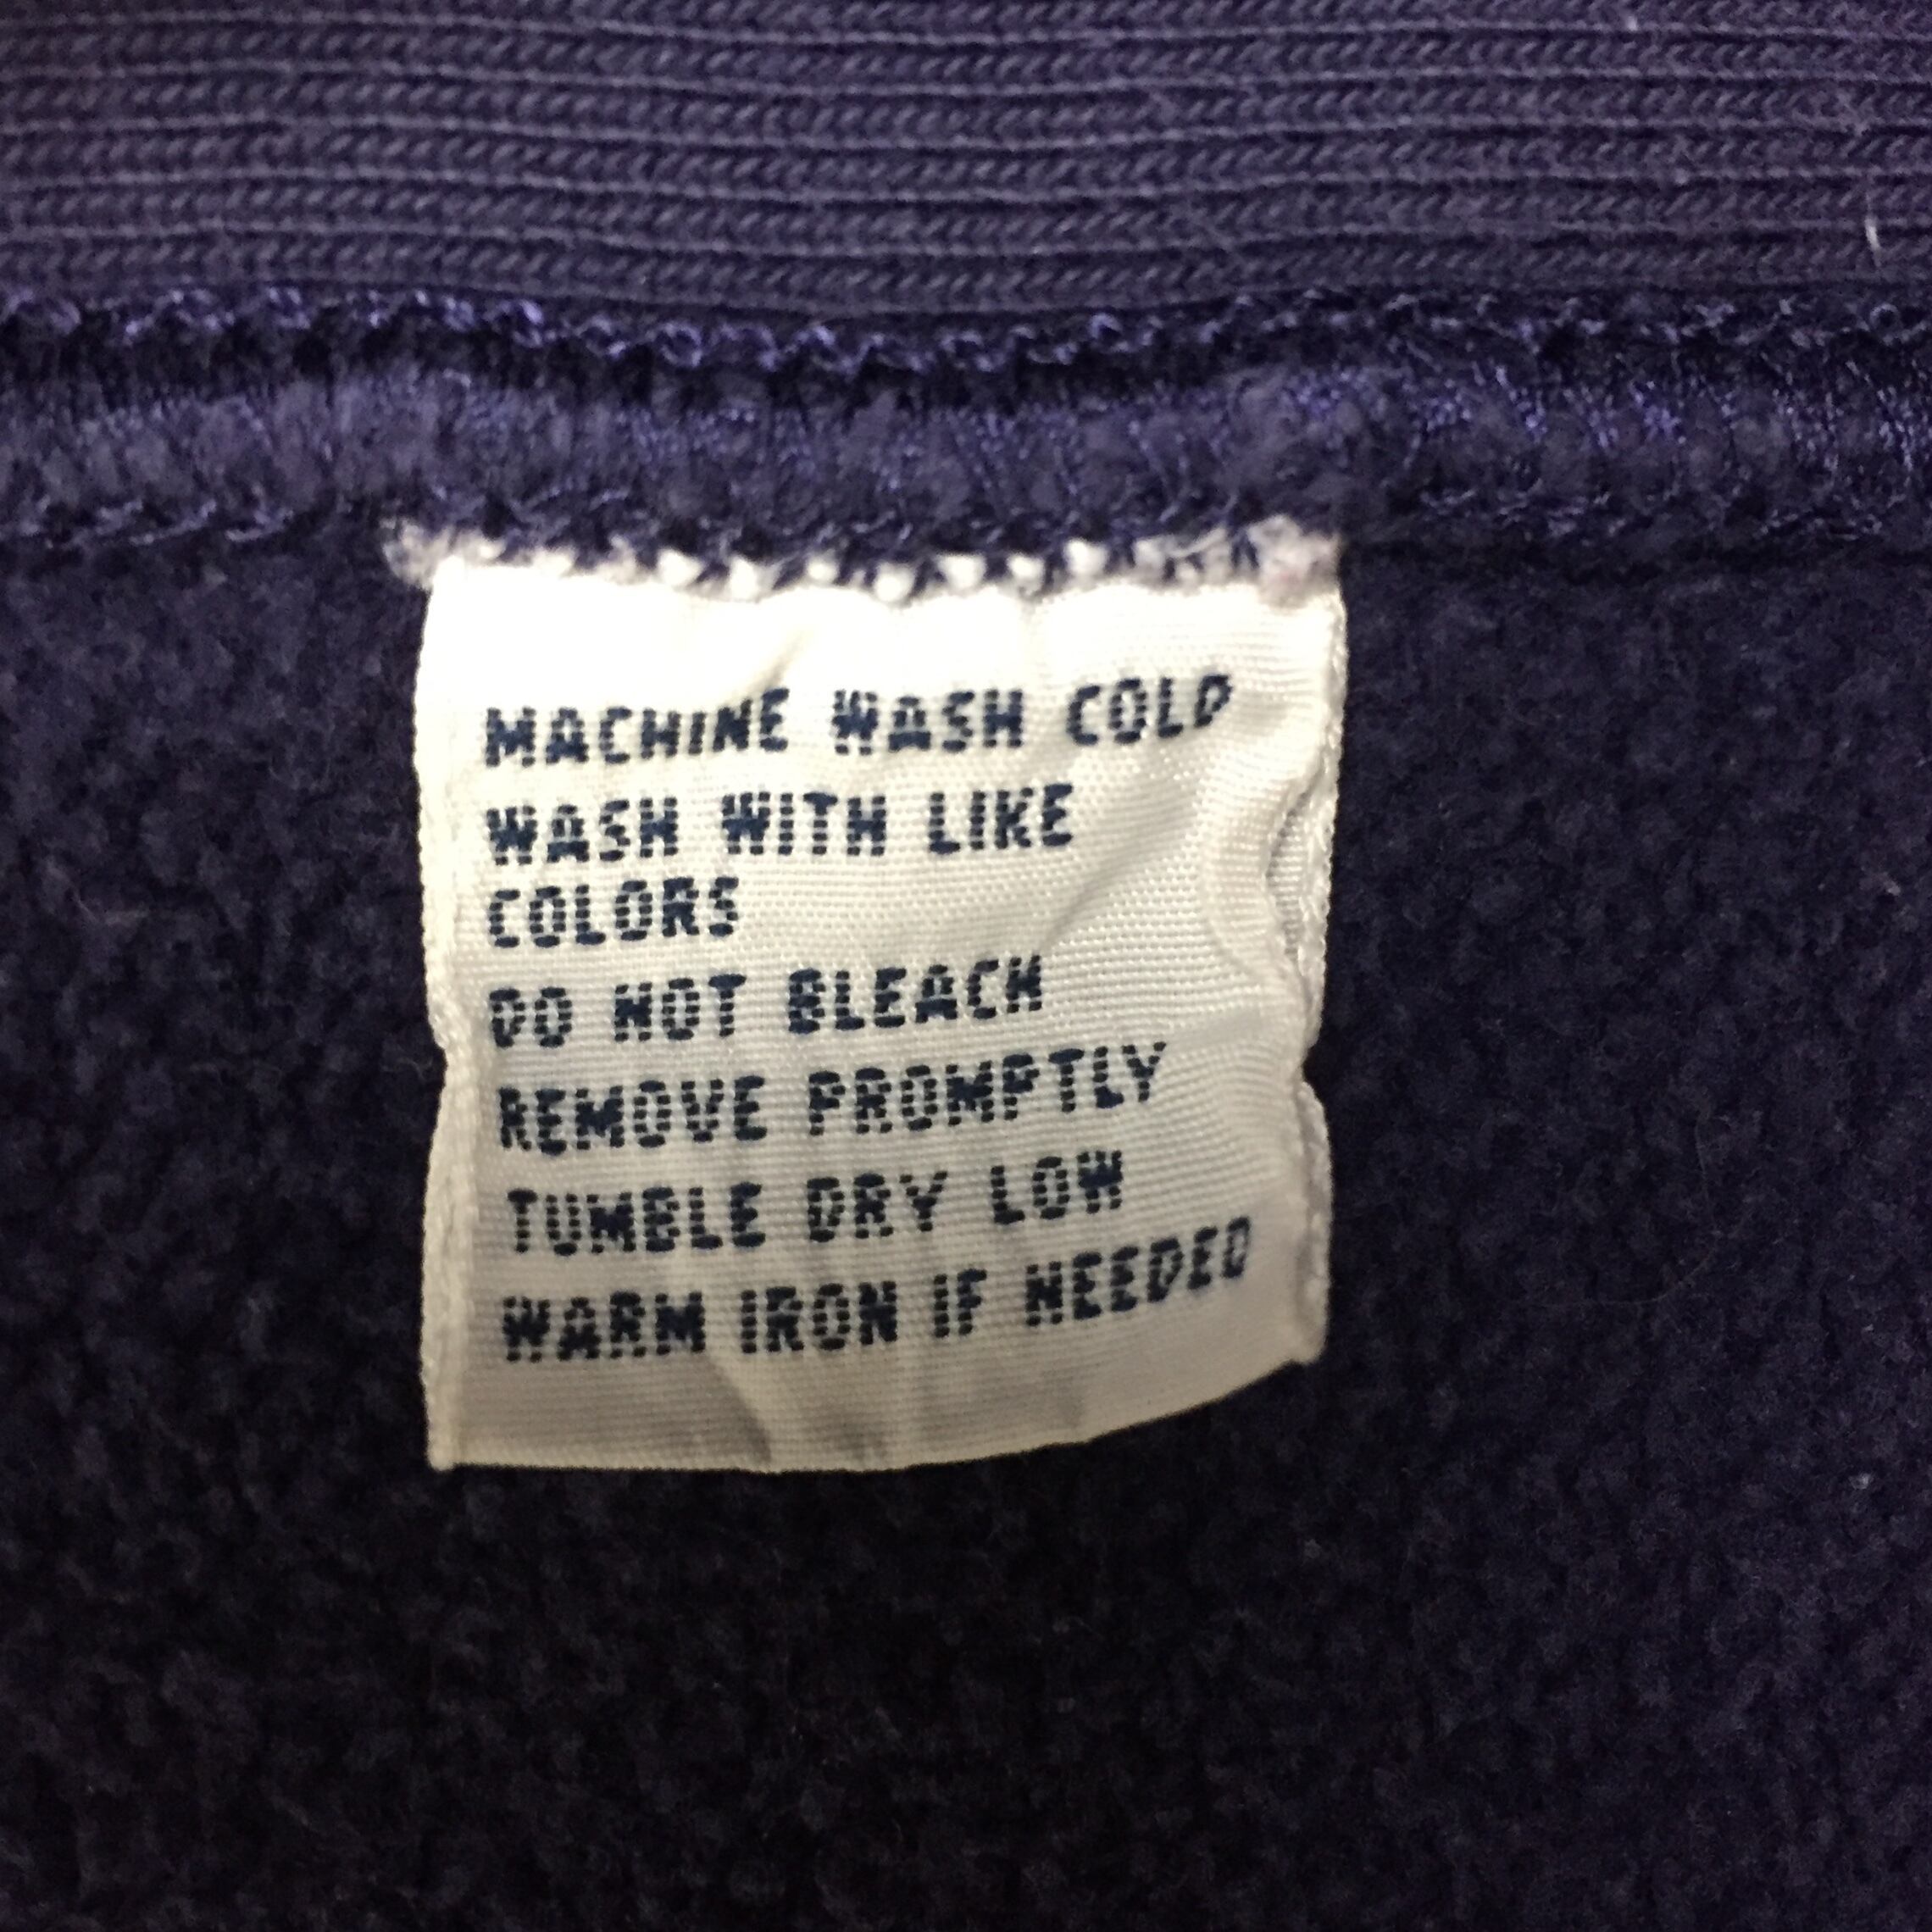 MACHINE WASH COLD
WASH WITH LIKE
COLORS
DO NOT BLEACH
REMOVE PROMPTLY
TUMBLE DRY LOW
WARM IRON IF NEEDED